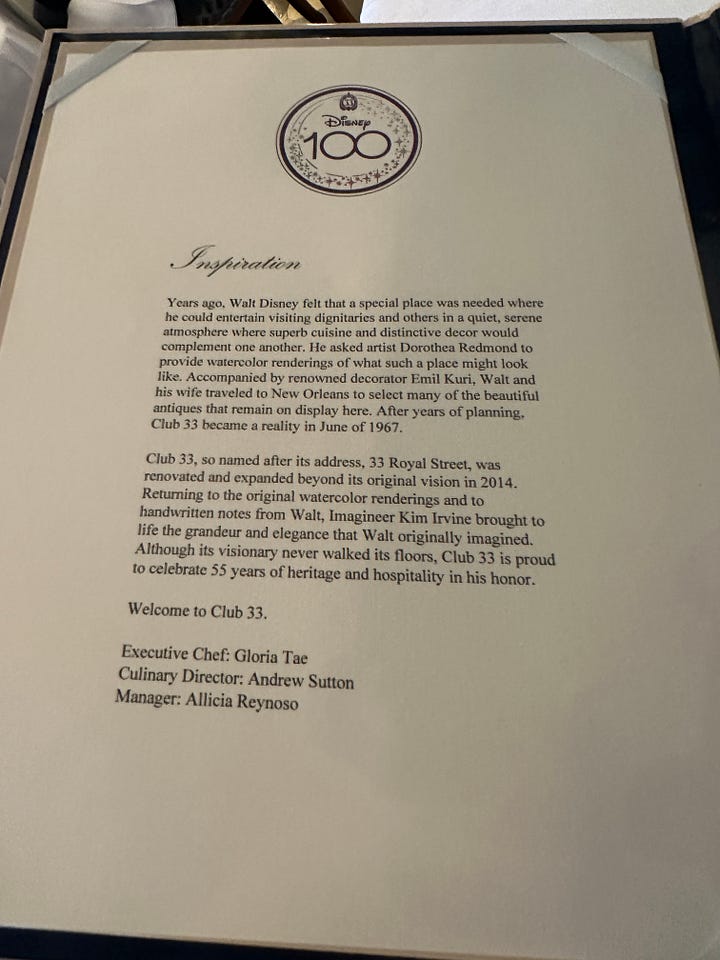 33
Disney
100
Inspiration
Years ago, Walt Disney felt that a special place was needed where
he could entertain visiting dignitaries and others in a quiet, serene
atmosphere where superb cuisine and distinctive decor would
complement one another. He asked artist Dorothea Redmond to
provide watercolor renderings of what such a place might look
like. Accompanied by renowned decorator Emil Kuri, Walt and
his wife traveled to New Orleans to select many of the beautiful
antiques that remain on display here. After years of planning,
Club 33 became a reality in June of 1967.
Club 33, so named after its address, 33 Royal Street, was
renovated and expanded beyond its original vision in 2014.
Returning to the original watercolor renderings and to
handwritten notes from Walt, Imagineer Kim Irvine brought to
life the grandeur and elegance that Walt originally imagined.
Although its visionary never walked its floors, Club 33 is proud
to celebrate 55 years of heritage and hospitality in his honor.
Welcome to Club 33.
Executive Chef: Gloria Tae
Culinary Director: Andrew Sutton
Manager: Allicia Reynoso